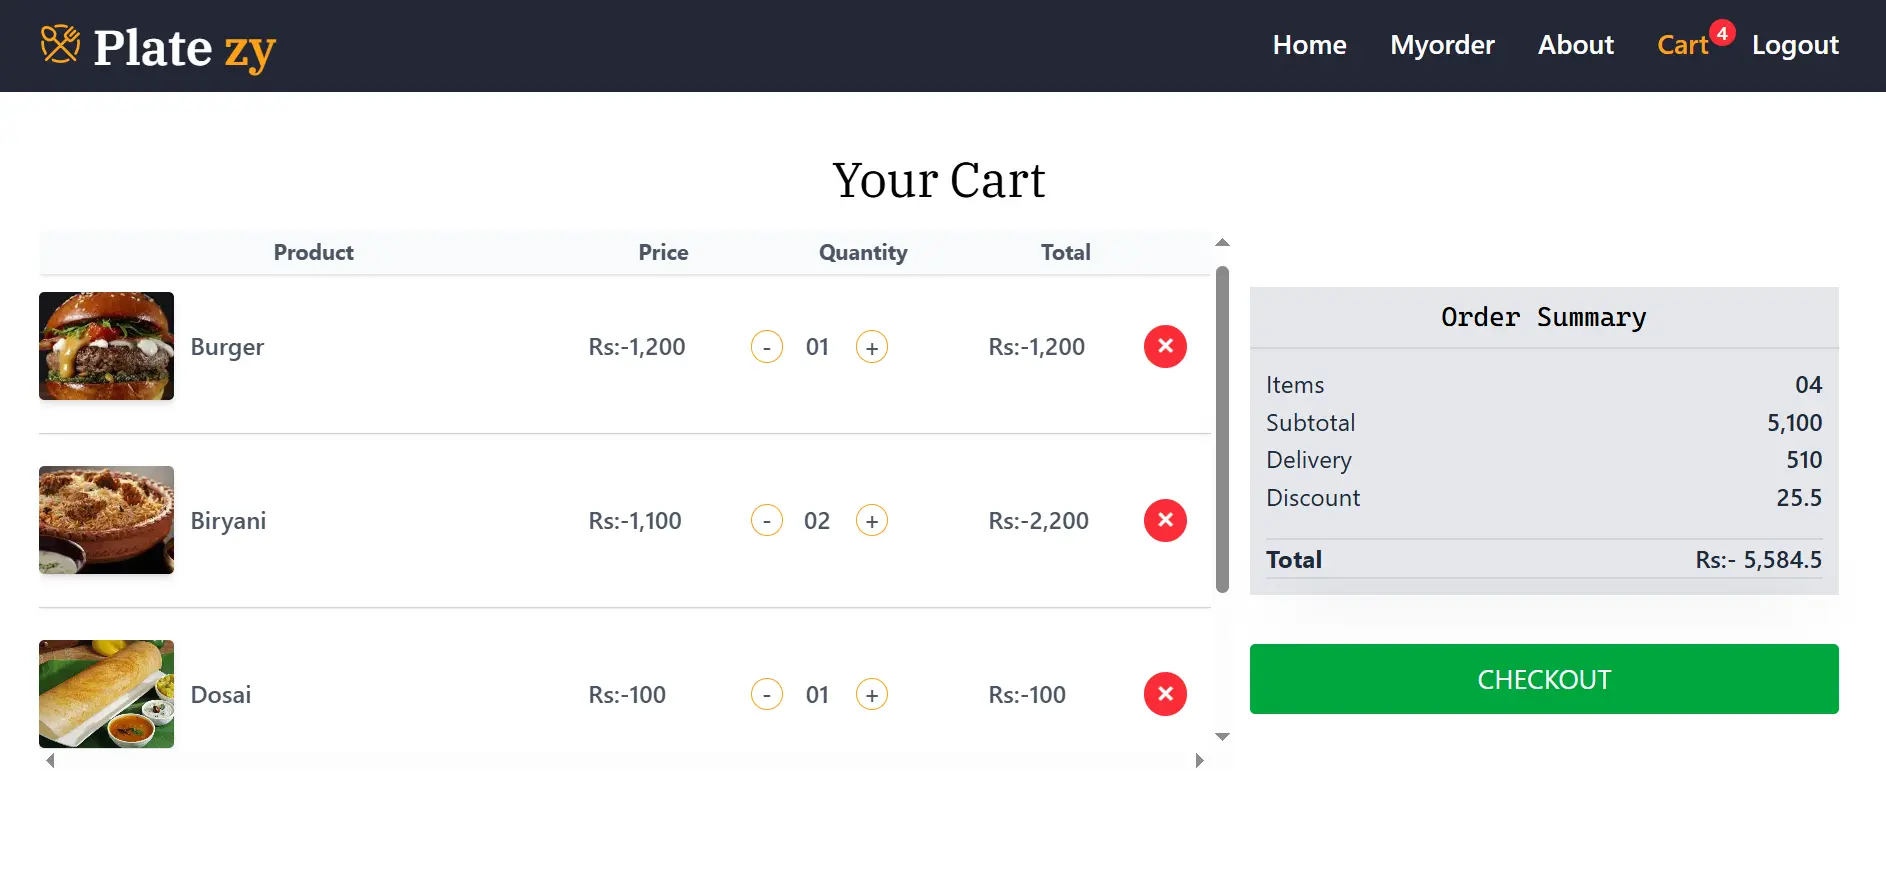 Plate zy
Home Myorder About Cart 4 Logout
Your Cart
Product Price Quantity Total
Burger Rs:-1,200 - 01 + Rs:-1,200 ×
Biryani Rs:-1,100 - 02 + Rs:-2,200 ×
Dosai Rs:-100 - 01 + Rs:-100 ×
Order Summary
Items 04
Subtotal 5,100
Delivery 510
Discount 25.5
Total Rs:- 5,584.5
CHECKOUT